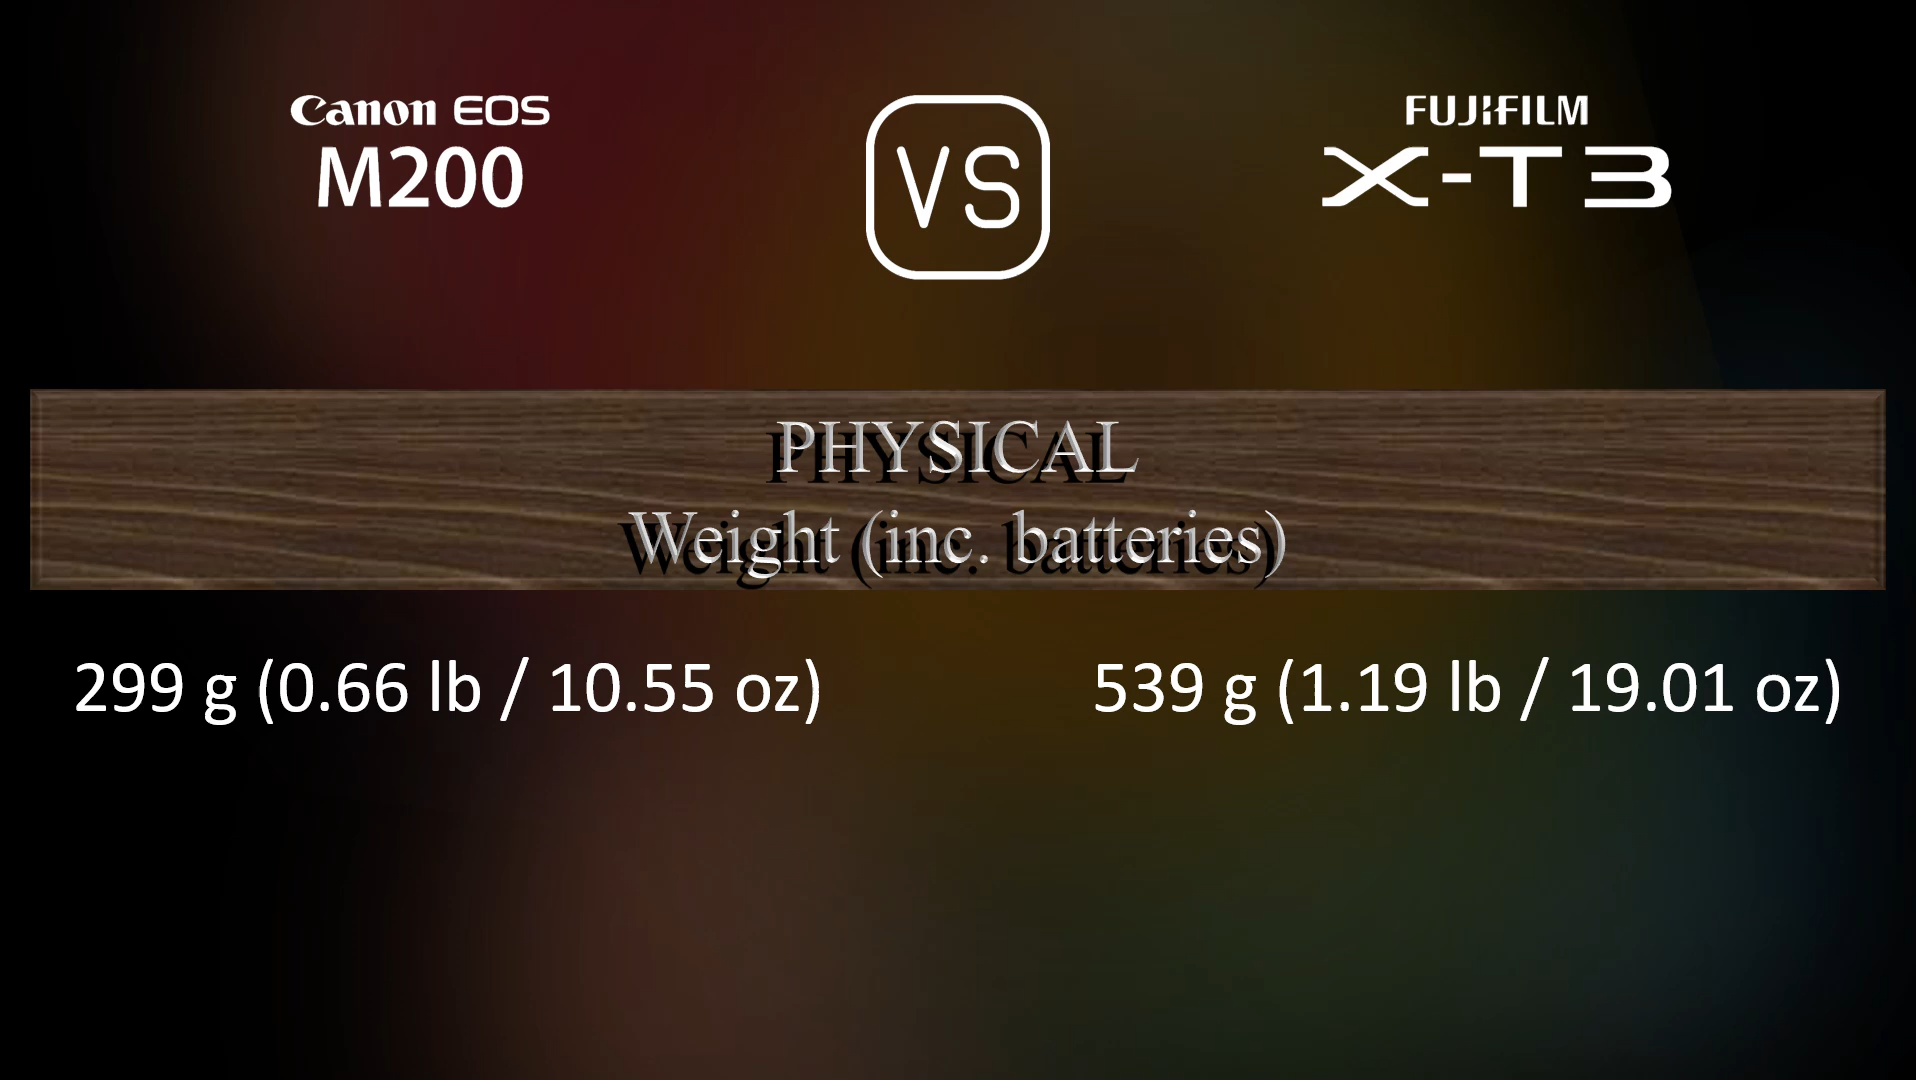 Canon EOS
M200
VS
FUJIFILM
X-T3
PHYSICAL
Weight (inc. batteries)
299 g (0.66 lb / 10.55 oz)
539 g (1.19 lb / 19.01 oz)